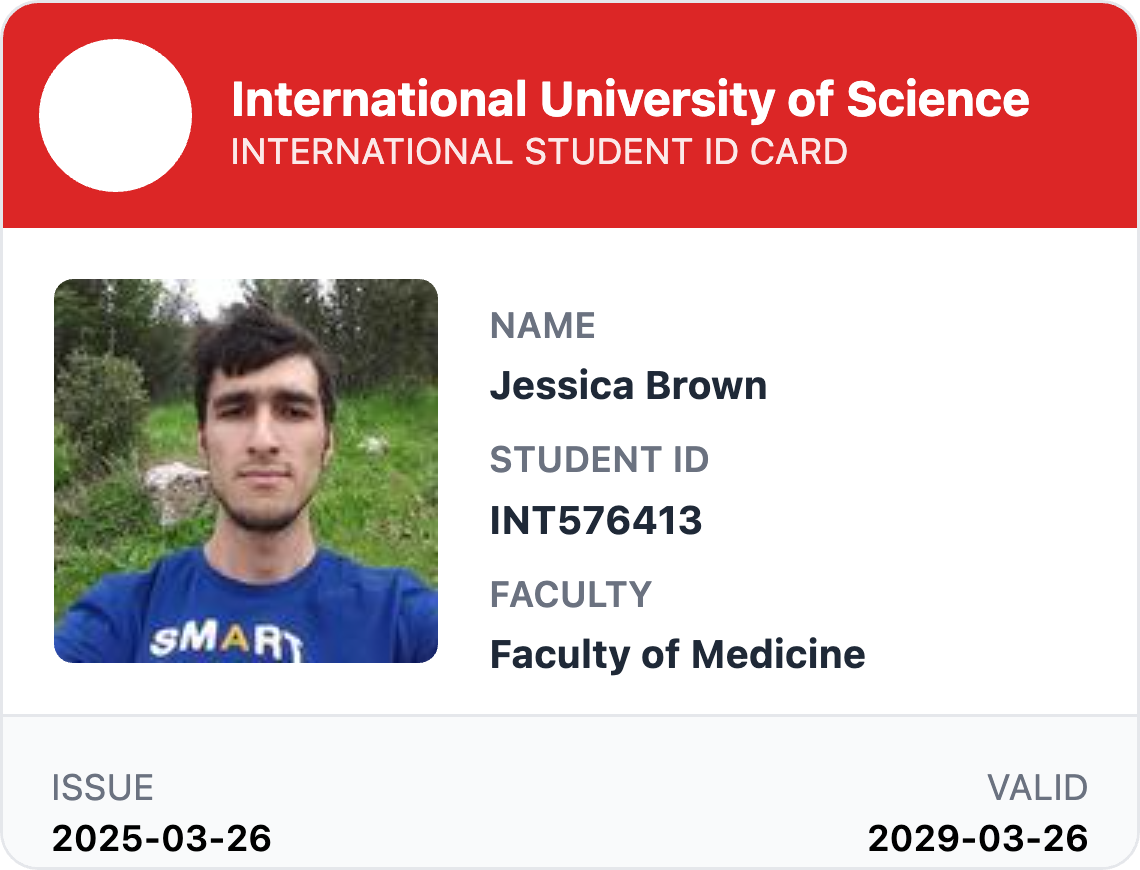 International University of Science
INTERNATIONAL STUDENT ID CARD
NAME
Jessica Brown
STUDENT ID
INT576413
FACULTY
Faculty of Medicine
SMART
ISSUE
VALID
2025-03-26
2029-03-26